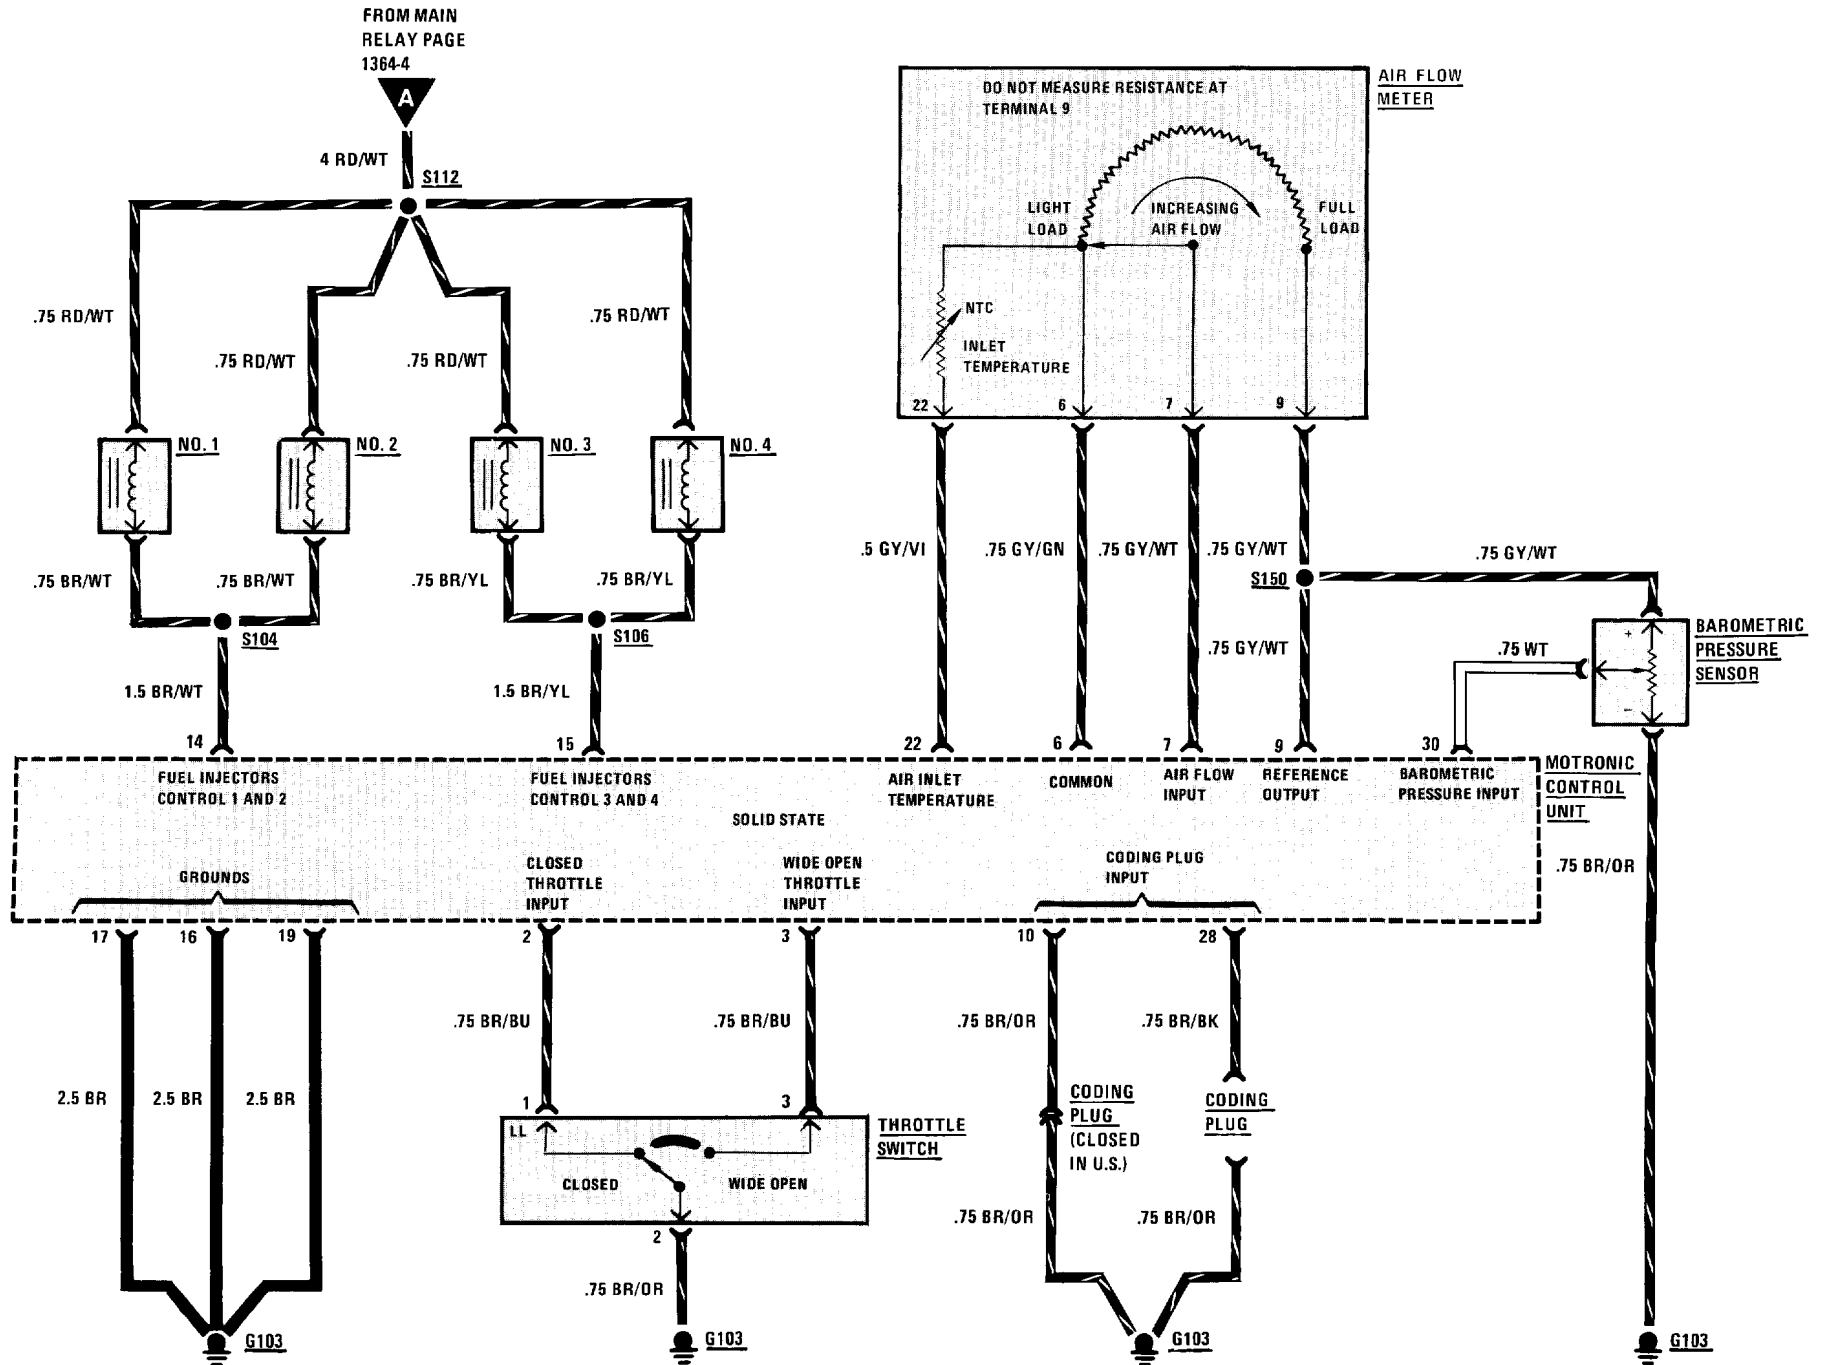 FROM MAIN
RELAY PAGE
1364-4
A
4 RD/WT
S112
.75 RD/WT
.75 RD/WT
.75 RD/WT
.75 RD/WT
NO. 1
NO. 2
NO. 3
NO. 4
.75 BR/WT
.75 BR/WT
.75 BR/YL
.75 BR/YL
S104
S106
1.5 BR/WT
1.5 BR/YL
14
15
AIR FLOW
METER
DO NOT MEASURE RESISTANCE AT
TERMINAL 9
LIGHT
LOAD
INCREASING
AIR FLOW
FULL
LOAD
NTC
INLET
TEMPERATURE
22
6
7
9
.5 GY/VI
.75 GY/GN
.75 GY/WT
.75 GY/WT
.75 GY/WT
S150
.75 GY/WT
.75 WT
+
−
BAROMETRIC
PRESSURE
SENSOR
22
6
7
9
30
FUEL INJECTORS
CONTROL 1 AND 2
FUEL INJECTORS
CONTROL 3 AND 4
AIR INLET
TEMPERATURE
COMMON
AIR FLOW
INPUT
REFERENCE
OUTPUT
BAROMETRIC
PRESSURE INPUT
MOTRONIC
CONTROL
UNIT
SOLID STATE
GROUNDS
CLOSED
THROTTLE
INPUT
WIDE OPEN
THROTTLE
INPUT
CODING PLUG
INPUT
.75 BR/OR
17
16
19
2
3
10
28
2.5 BR
2.5 BR
2.5 BR
.75 BR/BU
.75 BR/BU
.75 BR/OR
.75 BR/BK
1
3
LL
CLOSED
WIDE OPEN
THROTTLE
SWITCH
2
.75 BR/OR
CODING
PLUG
(CLOSED
IN U.S.)
CODING
PLUG
.75 BR/OR
.75 BR/OR
G103
G103
G103
G103